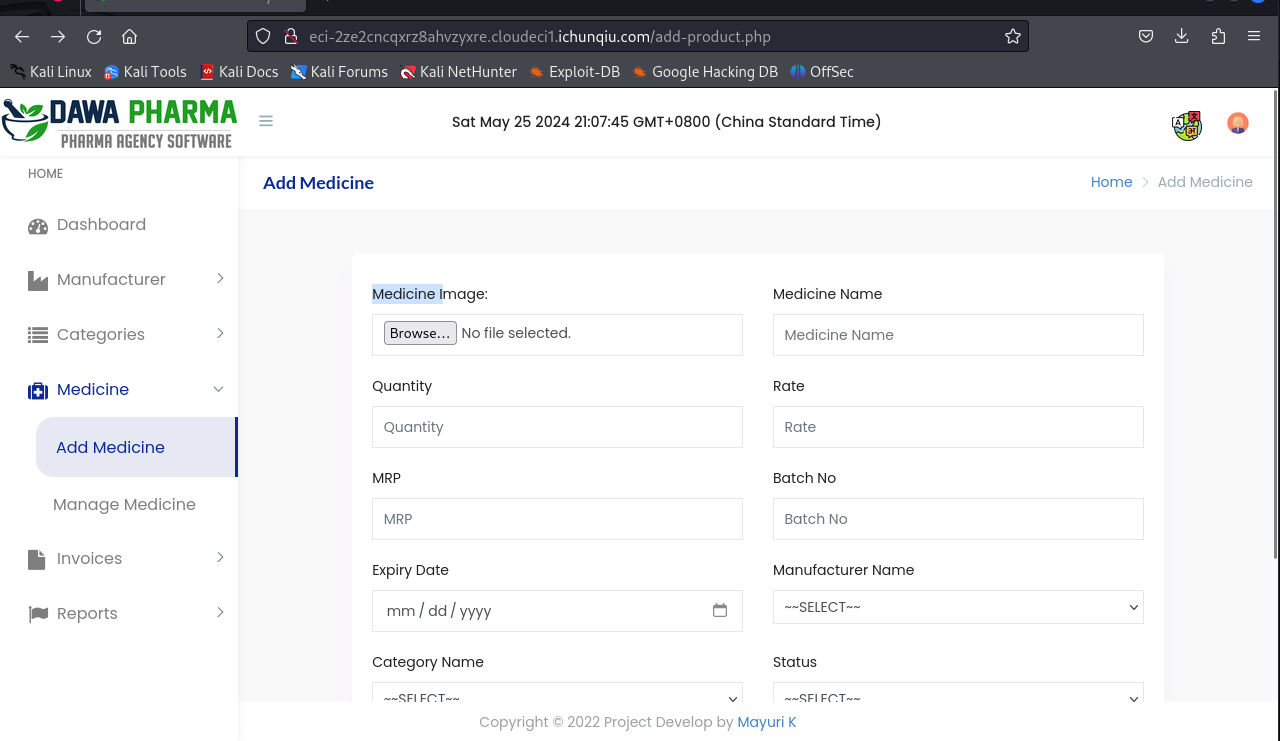 eci-2ze2cncqxrz8ahvzyxre.cloudeci1.ichunqiu.com/add-product.php
Kali Linux Kali Tools Kali Docs Kali Forums Kali NetHunter Exploit-DB Google Hacking DB OffSec
DAWA PHARMA
PHARMA AGENCY SOFTWARE
Sat May 25 2024 21:07:45 GMT+0800 (China Standard Time)
HOME
Dashboard
Manufacturer
Categories
Medicine
Add Medicine
Manage Medicine
Invoices
Reports
Add Medicine
Home Add Medicine
Medicine Image: Medicine Name
Browse... No file selected. Medicine Name
Quantity Rate
Quantity Rate
MRP Batch No
MRP Batch No
Expiry Date Manufacturer Name
mm / dd / yyyy ~~SELECT~~
Category Name Status
~~SELECT~~ ~~SELECT~~
Copyright © 2022 Project Develop by Mayuri K